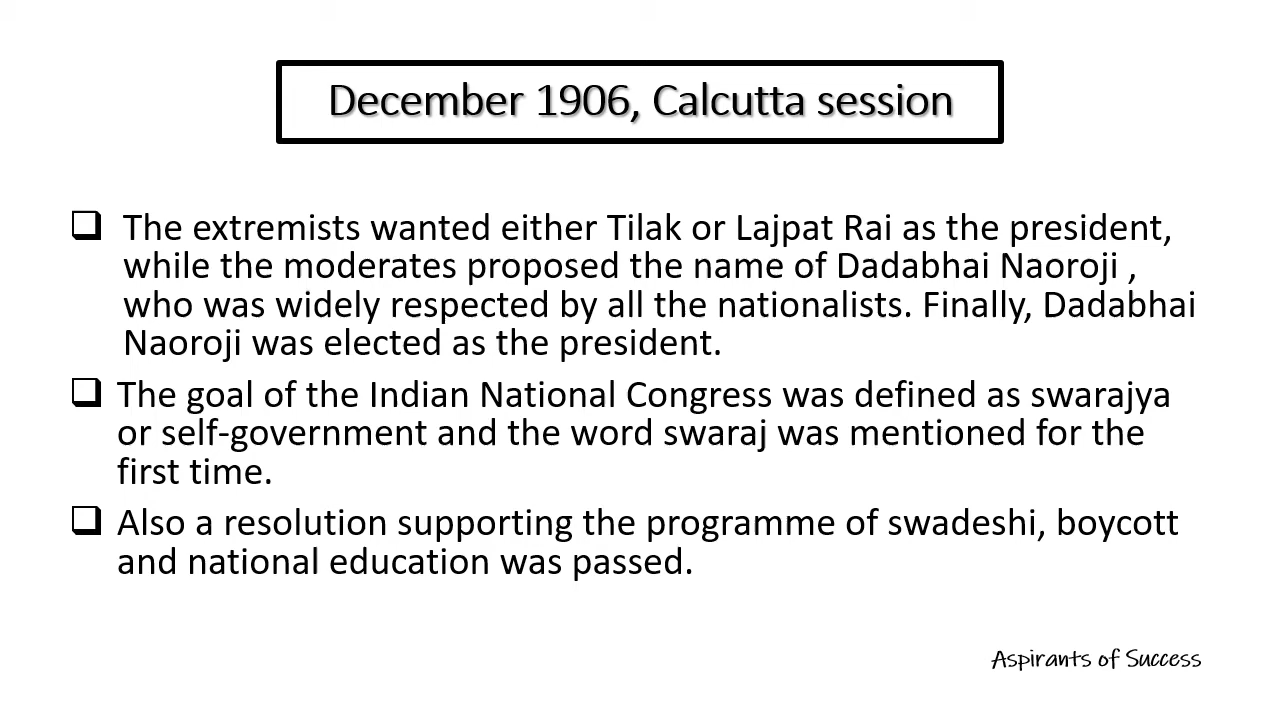 December 1906, Calcutta session
The extremists wanted either Tilak or Lajpat Rai as the president,
while the moderates proposed the name of Dadabhai Naoroji ,
who was widely respected by all the nationalists. Finally, Dadabhai
Naoroji was elected as the president.
The goal of the Indian National Congress was defined as swarajya
or self-government and the word swaraj was mentioned for the
first time.
Also a resolution supporting the programme of swadeshi, boycott
and national education was passed.
Aspirants of Success